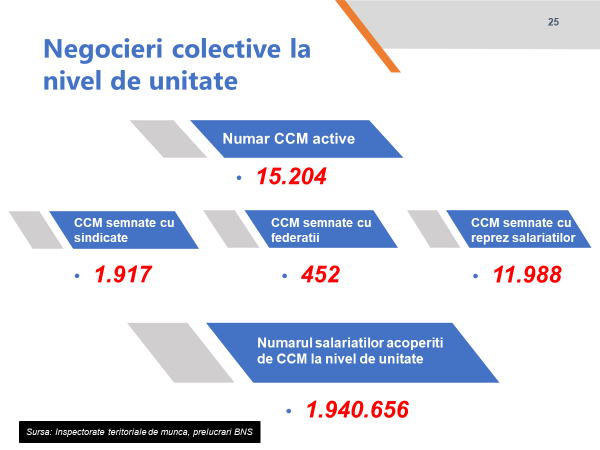 25
Negocieri colective la
nivel de unitate
Numar CCM active
• 15.204
CCM semnate cu
sindicate
• 1.917
CCM semnate cu
federatii
• 452
CCM semnate cu
reprez salariatilor
• 11.988
Numarul salariatilor acoperiti
de CCM la nivel de unitate
• 1.940.656
Sursa: Inspectorate teritoriale de munca, prelucrari BNS